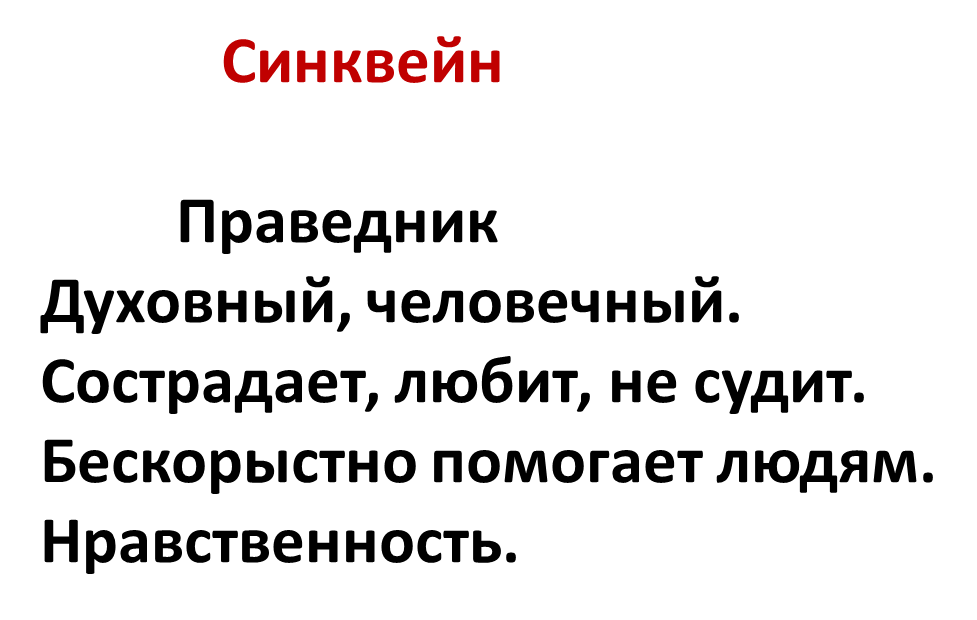 Синквейн
Праведник
Духовный, человечный.
Сострадает, любит, не судит.
Бескорыстно помогает людям.
Нравственность.